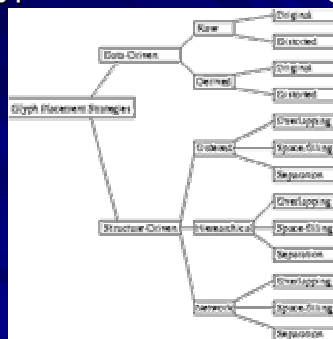 Raw
Original
Distorted
Data-Driven
Derived
Original
Distorted
Glyph Placement Strategies
Ordered
Overlapping
Space-filling
Separation
Structure-Driven
Hierarchical
Overlapping
Space-filling
Separation
Network
Overlapping
Space-filling
Separation